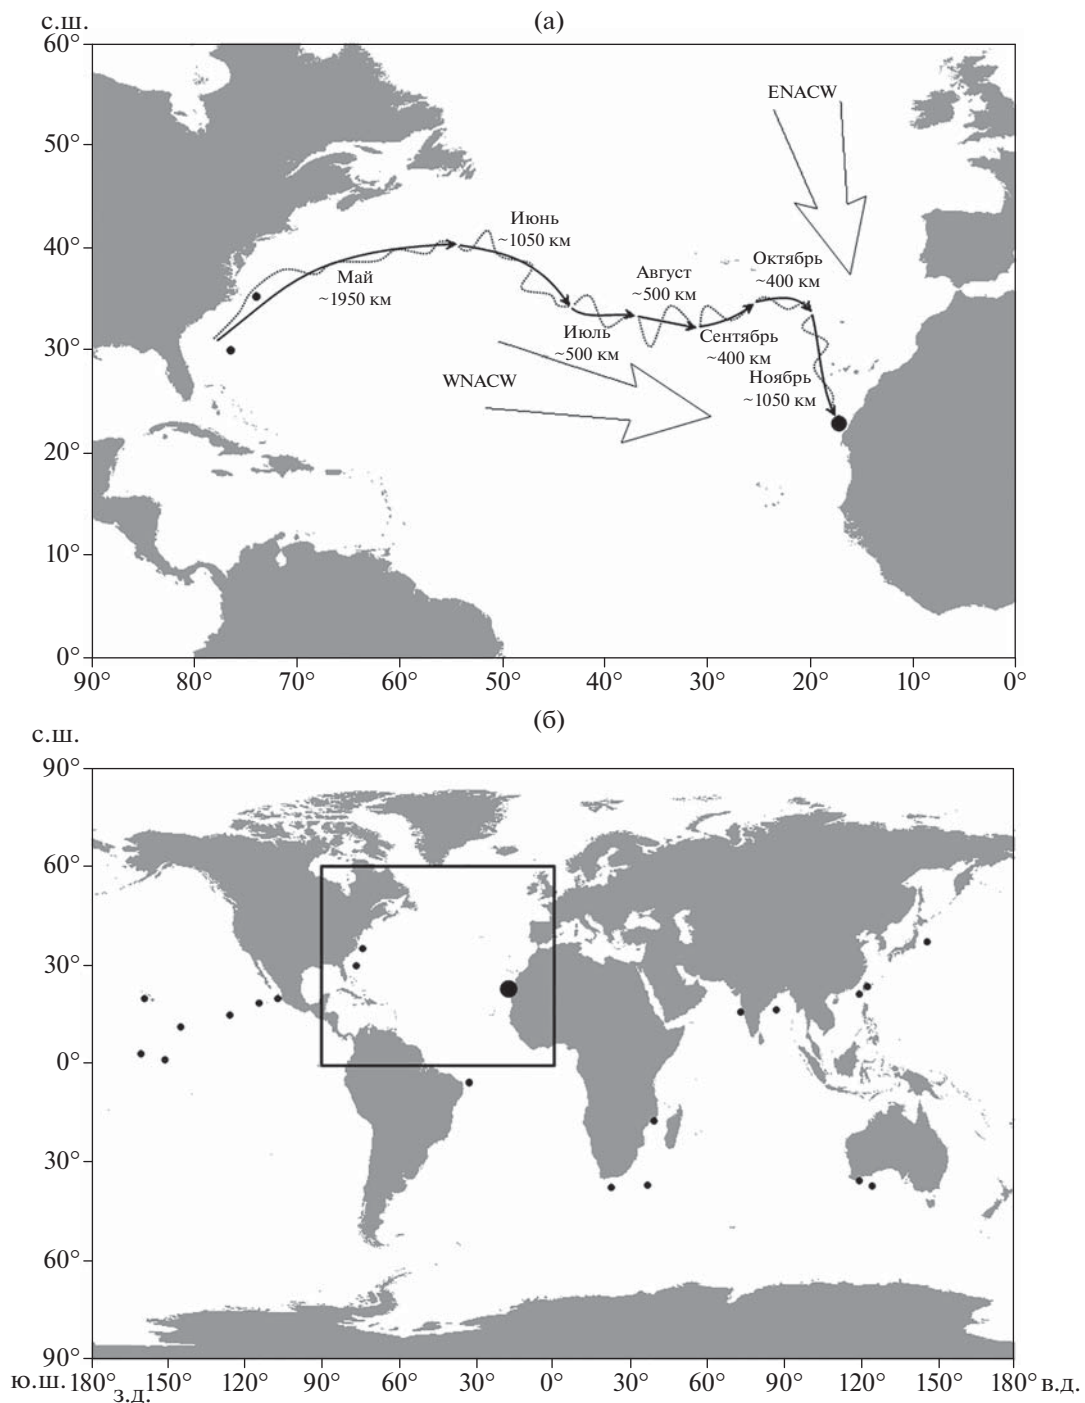 (а)
с.ш.
60°
50°
40°
30°
20°
10°
0°
ENACW
Июнь
~1050 км
Май
~1950 км
Август
~500 км
Октябрь
~400 км
Июль
~500 км
Сентябрь
~400 км
Ноябрь
~1050 км
WNACW
90° 80° 70° 60° 50° 40° 30° 20° 10° 0°
(б)
с.ш.
90°
60°
30°
0°
30°
60°
90°
ю.ш. 180° 150° 120° 90° 60° 30° 0° 30° 60° 90° 120° 150° 180° в.д.
з.д.